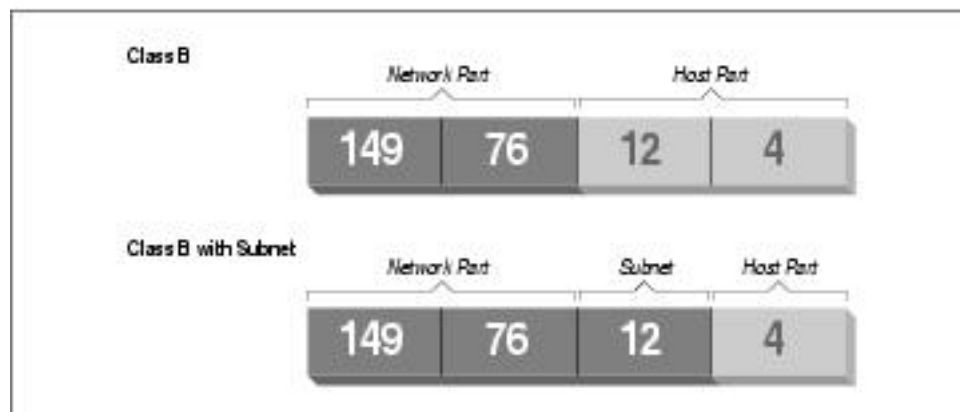 Class B
Network Part Host Part
149 76 12 4
Class B with Subnet
Network Part Subnet Host Part
149 76 12 4